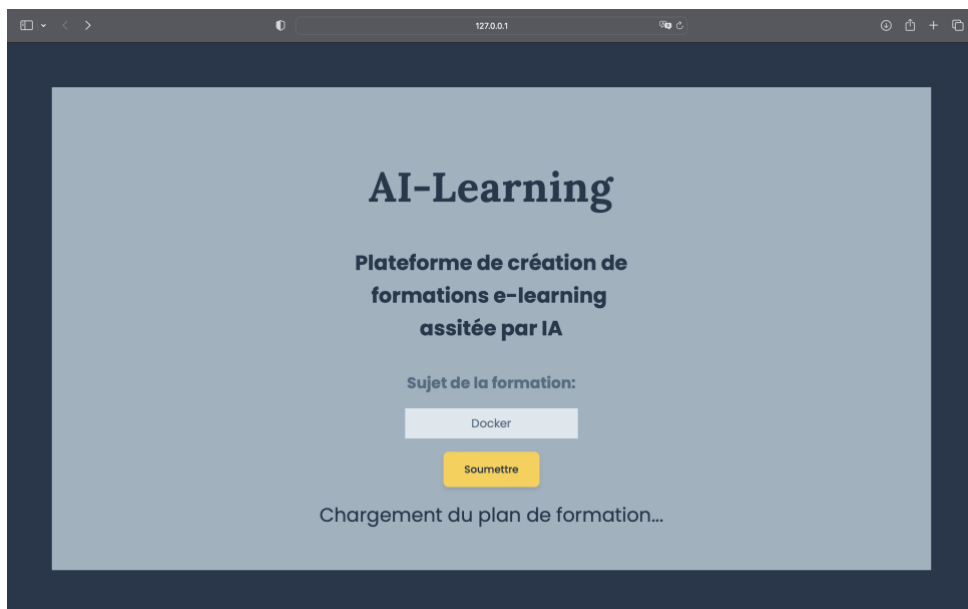 127.0.0.1
AI-Learning
Plateforme de création de
formations e-learning
assitée par IA
Sujet de la formation:
Docker
Soumettre
Chargement du plan de formation...